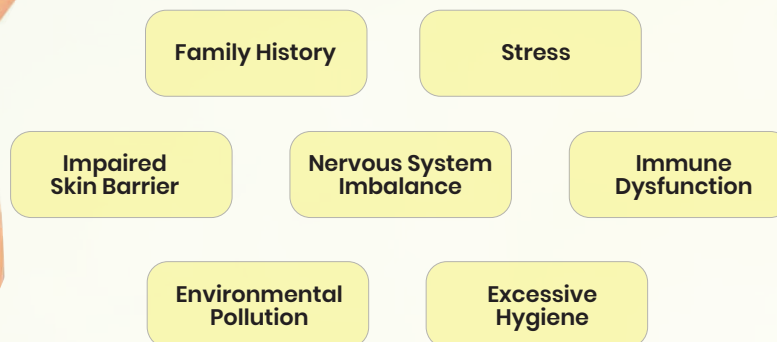 Family History
Stress
Impaired
Skin Barrier
Nervous System
Imbalance
Immune
Dysfunction
Environmental
Pollution
Excessive
Hygiene